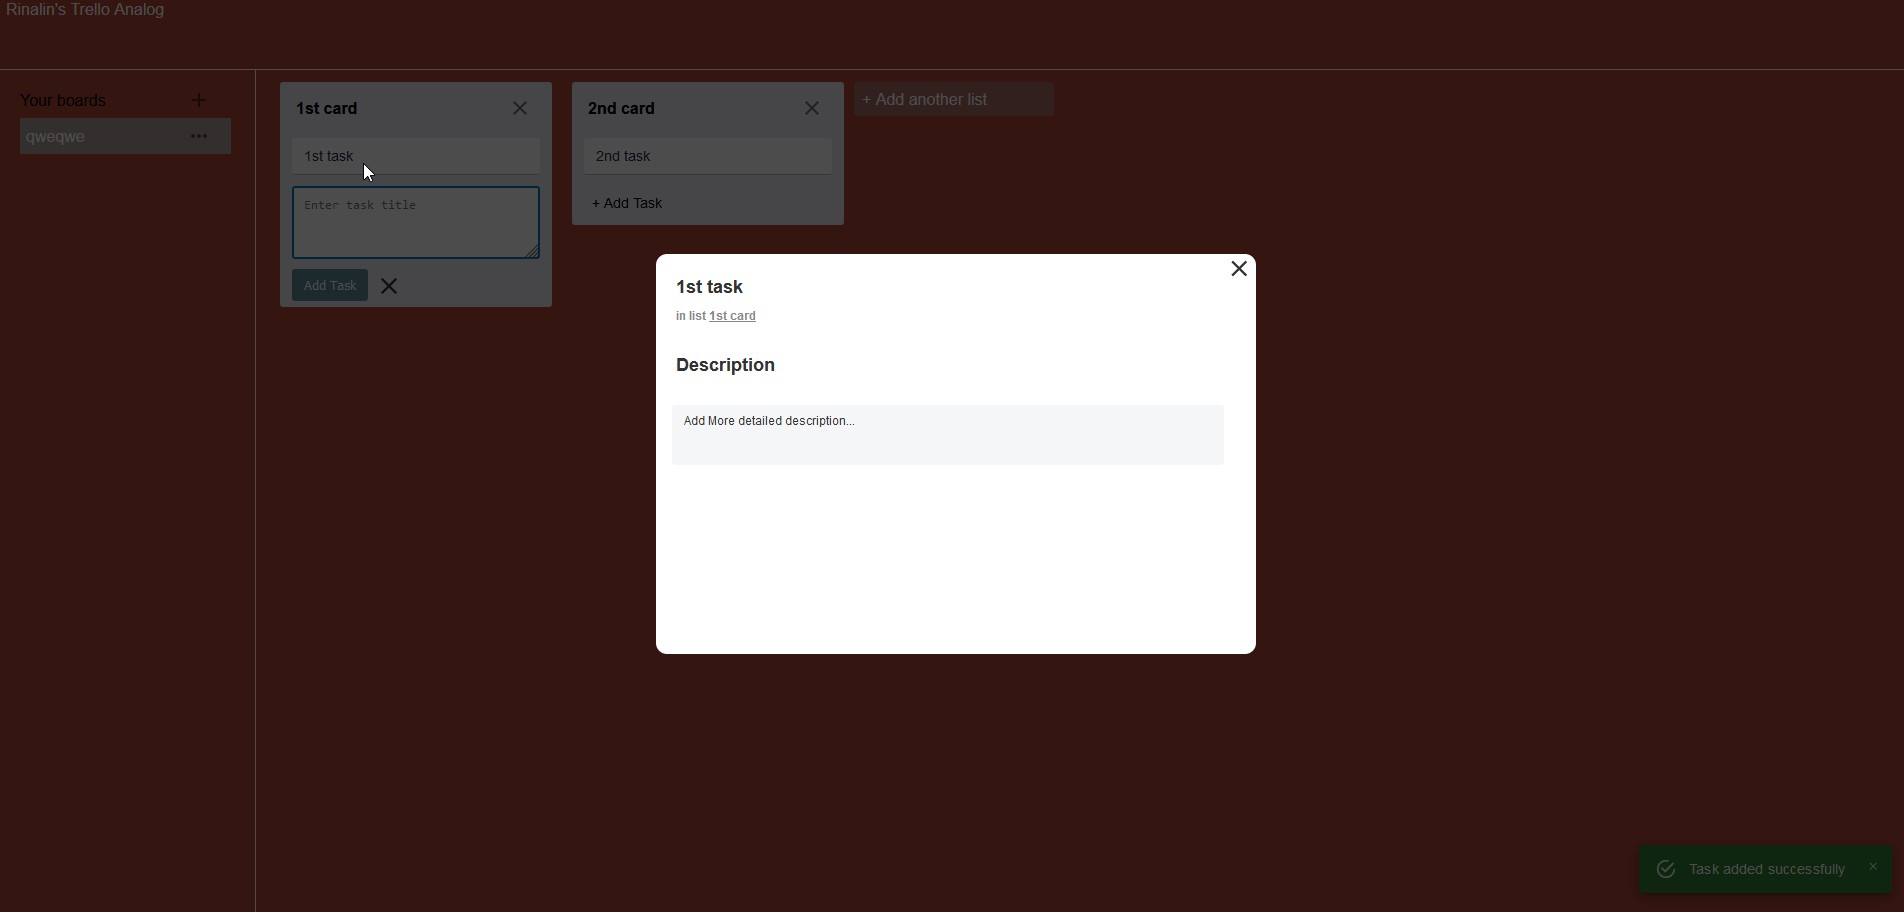 Rinalin's Trello Analog
Your boards
qweqwe
1st card
1st task
Enter task title
Add Task
2nd card
2nd task
+ Add Task
+ Add another list
1st task
in list 1st card
Description
Add More detailed description...
Task added successfully